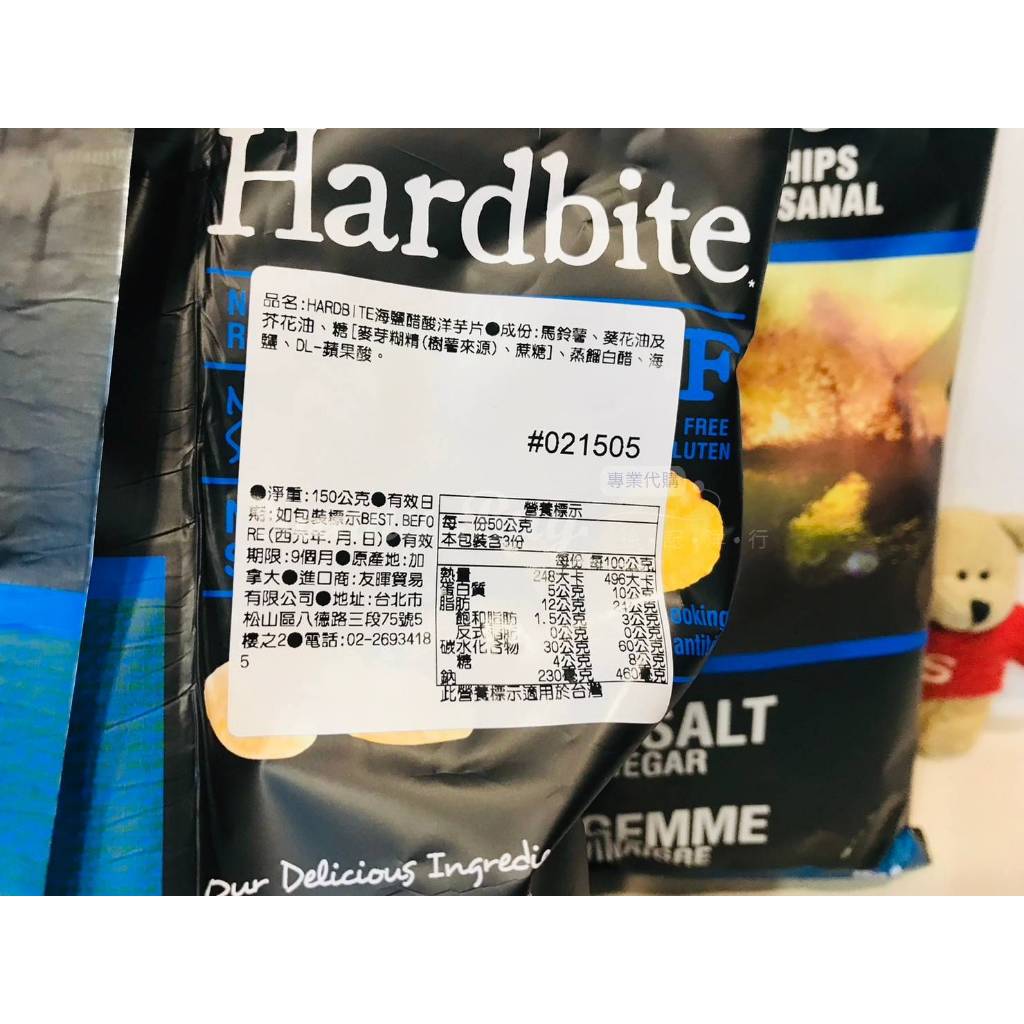 Hardbite
品名:HARDBITE海鹽醋酸洋芋片●成份:馬鈴薯、葵花油及
芥花油、糖[麥芽糊精(樹薯來源)、蔗糖]、蒸餾白醋、海
鹽、DL-蘋果酸。
#021505
●淨重:150公克●有效日
期:如包裝標示BEST. BEFO
RE(西元年.月.日)●有效
期限:9個月●原產地:加
拿大●進口商:友暉貿易
有限公司●地址:台北市
松山區八德路三段75號5
樓之2●電話:02-2693418
5
營養標示
每一份50公克
本包裝含3份
每份 每100公克
熱量 248大卡 496大卡
蛋白質 5公克 10公克
脂肪 12公克 24公克
飽和脂肪 1.5公克 3公克
反式脂肪 0公克 0公克
碳水化合物 30公克 60公克
糖 4公克 8公克
鈉 230毫克 460毫克
此營養標示適用於台灣
專業代購
行
F
FREE
LUTEN
ooking
antib
Our Delicious Ingredi
HIPS
SANAL
SALT
EGAR
GEMME
VINAIGRE
S